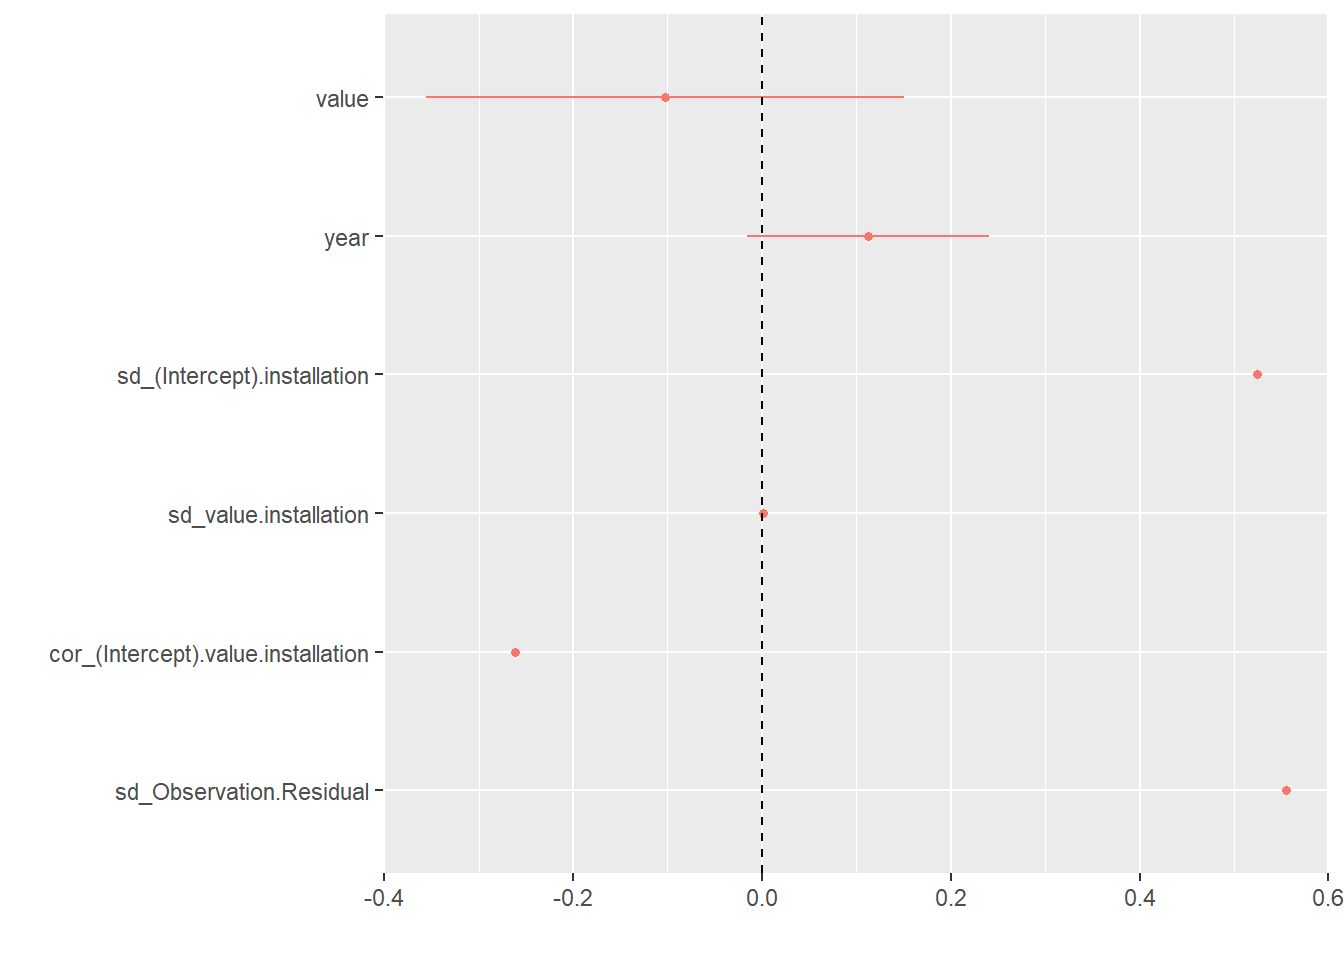 value
year
sd_(Intercept).installation
sd_value.installation
cor_(Intercept).value.installation
sd_Observation.Residual
-0.4 -0.2 0.0 0.2 0.4 0.6